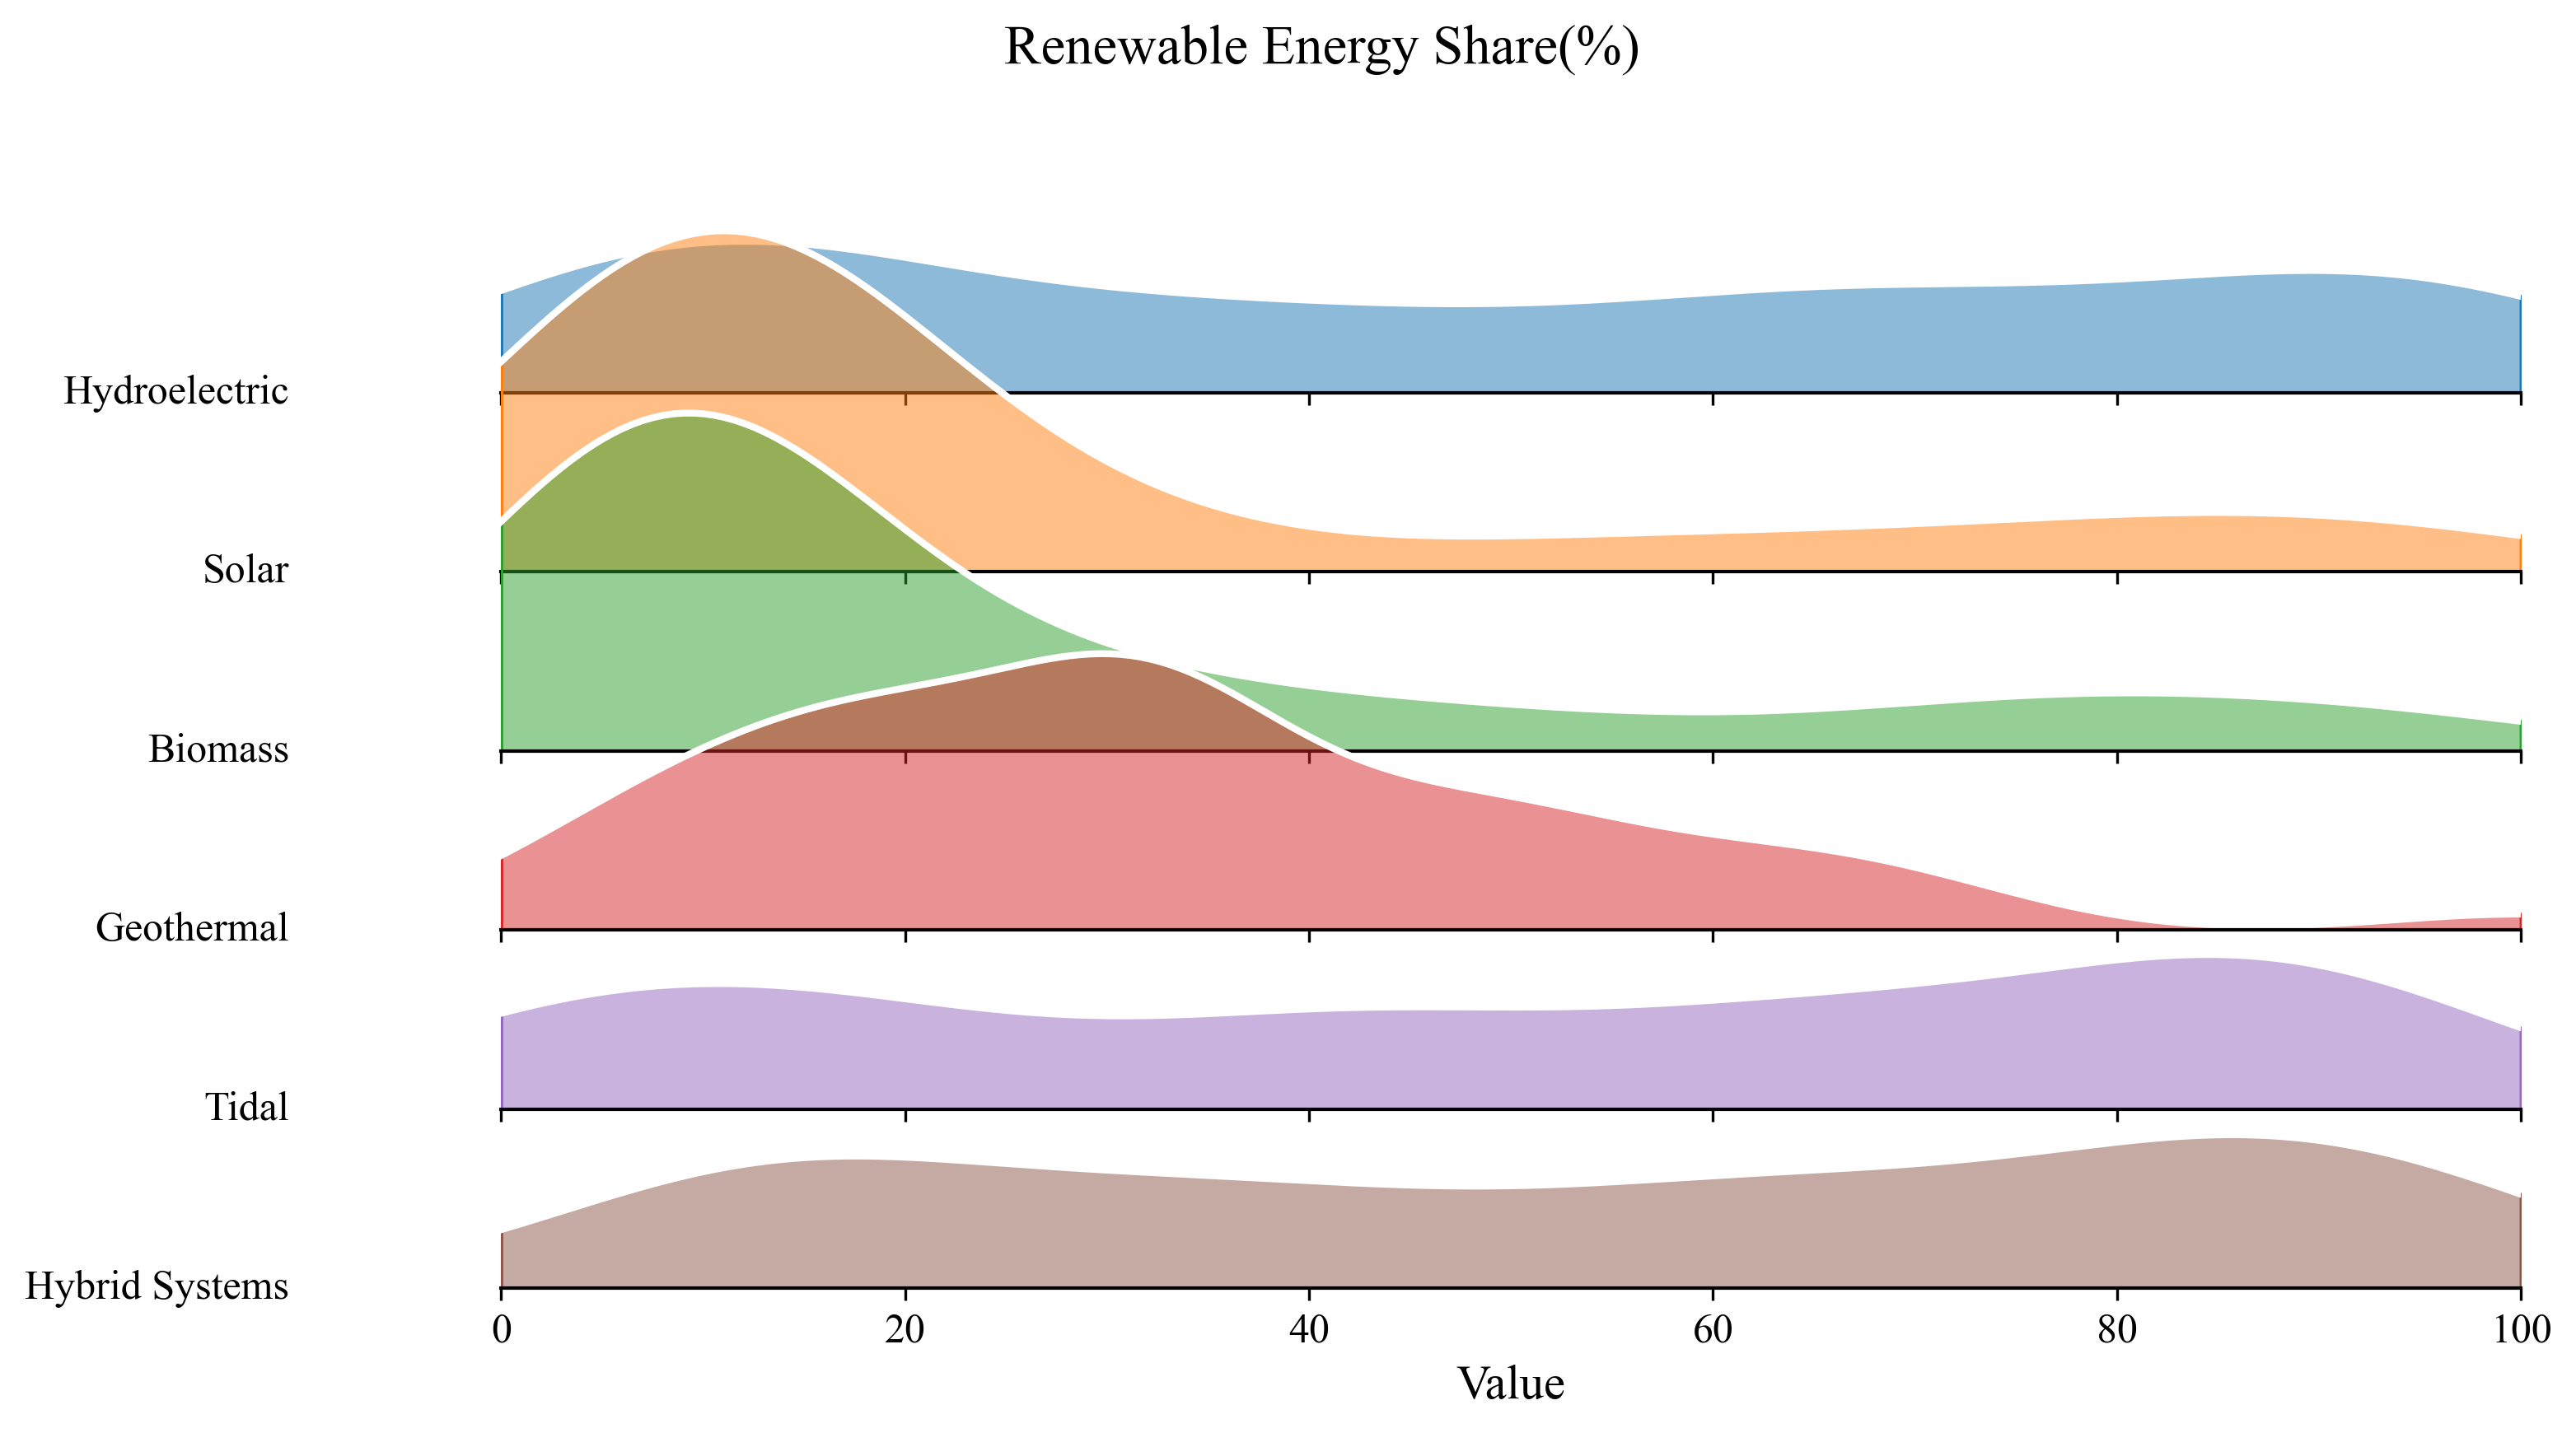 Renewable Energy Share(%)
Hydroelectric
Solar
Biomass
Geothermal
Tidal
Hybrid Systems
0 20 40 60 80 100
Value